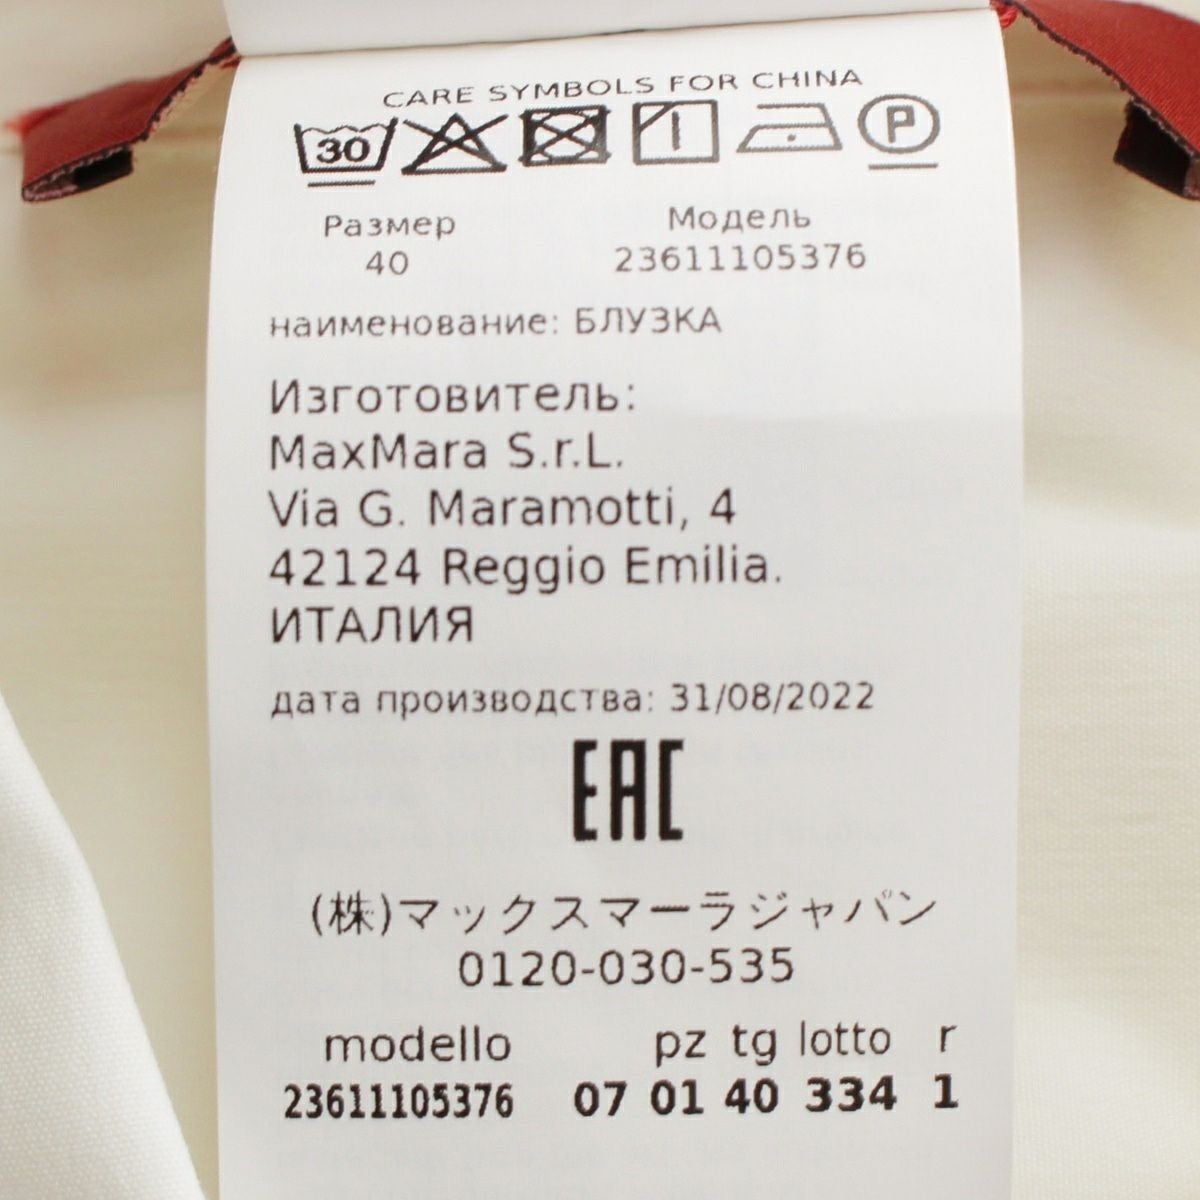 CARE SYMBOLS FOR CHINA
30 P
Размер Модель
40 23611105376
наименование: БЛУЗКА
Изготовитель:
MaxMara S.r.L.
Via G. Maramotti, 4
42124 Reggio Emilia.
ИТАЛИЯ
дата производства: 31/08/2022
EAC
(株)マックスマーラジャパン
0120-030-535
modello pz tg lotto r
23611105376 07 01 40 334 1